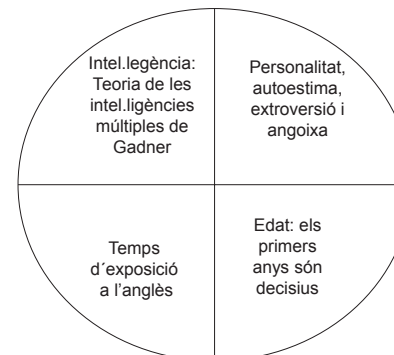 Intel.legència:
Teoria de les
intel.ligències
múltiples de
Gadner
Personalitat,
autoestima,
extroversió i
angoixa
Temps
d´exposició
a l’anglès
Edat: els
primers
anys són
decisius